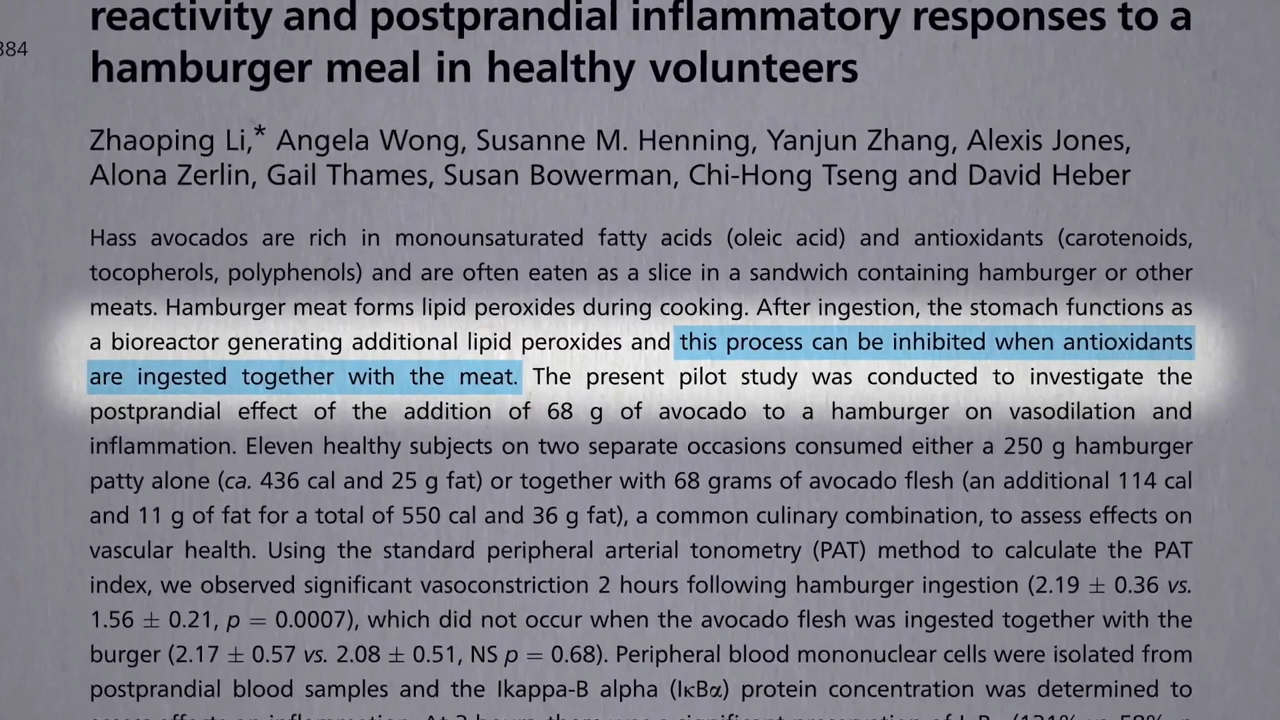 reactivity and postprandial inflammatory responses to a
384
hamburger meal in healthy volunteers
Zhaoping Li,* Angela Wong, Susanne M. Henning, Yanjun Zhang, Alexis Jones,
Alona Zerlin, Gail Thames, Susan Bowerman, Chi-Hong Tseng and David Heber
Hass avocados are rich in monounsaturated fatty acids (oleic acid) and antioxidants (carotenoids,
tocopherols, polyphenols) and are often eaten as a slice in a sandwich containing hamburger or other
meats. Hamburger meat forms lipid peroxides during cooking. After ingestion, the stomach functions as
a bioreactor generating additional lipid peroxides and this process can be inhibited when antioxidants
are ingested together with the meat. The present pilot study was conducted to investigate the
postprandial effect of the addition of 68 g of avocado to a hamburger on vasodilation and
inflammation. Eleven healthy subjects on two separate occasions consumed either a 250 g hamburger
patty alone (ca. 436 cal and 25 g fat) or together with 68 grams of avocado flesh (an additional 114 cal
and 11 g of fat for a total of 550 cal and 36 g fat), a common culinary combination, to assess effects on
vascular health. Using the standard peripheral arterial tonometry (PAT) method to calculate the PAT
index, we observed significant vasoconstriction 2 hours following hamburger ingestion (2.19 ± 0.36 vs.
1.56 ± 0.21, p = 0.0007), which did not occur when the avocado flesh was ingested together with the
burger (2.17 ± 0.57 vs. 2.08 ± 0.51, NS p = 0.68). Peripheral blood mononuclear cells were isolated from
postprandial blood samples and the Ikappa-B alpha (IκBα) protein concentration was determined to